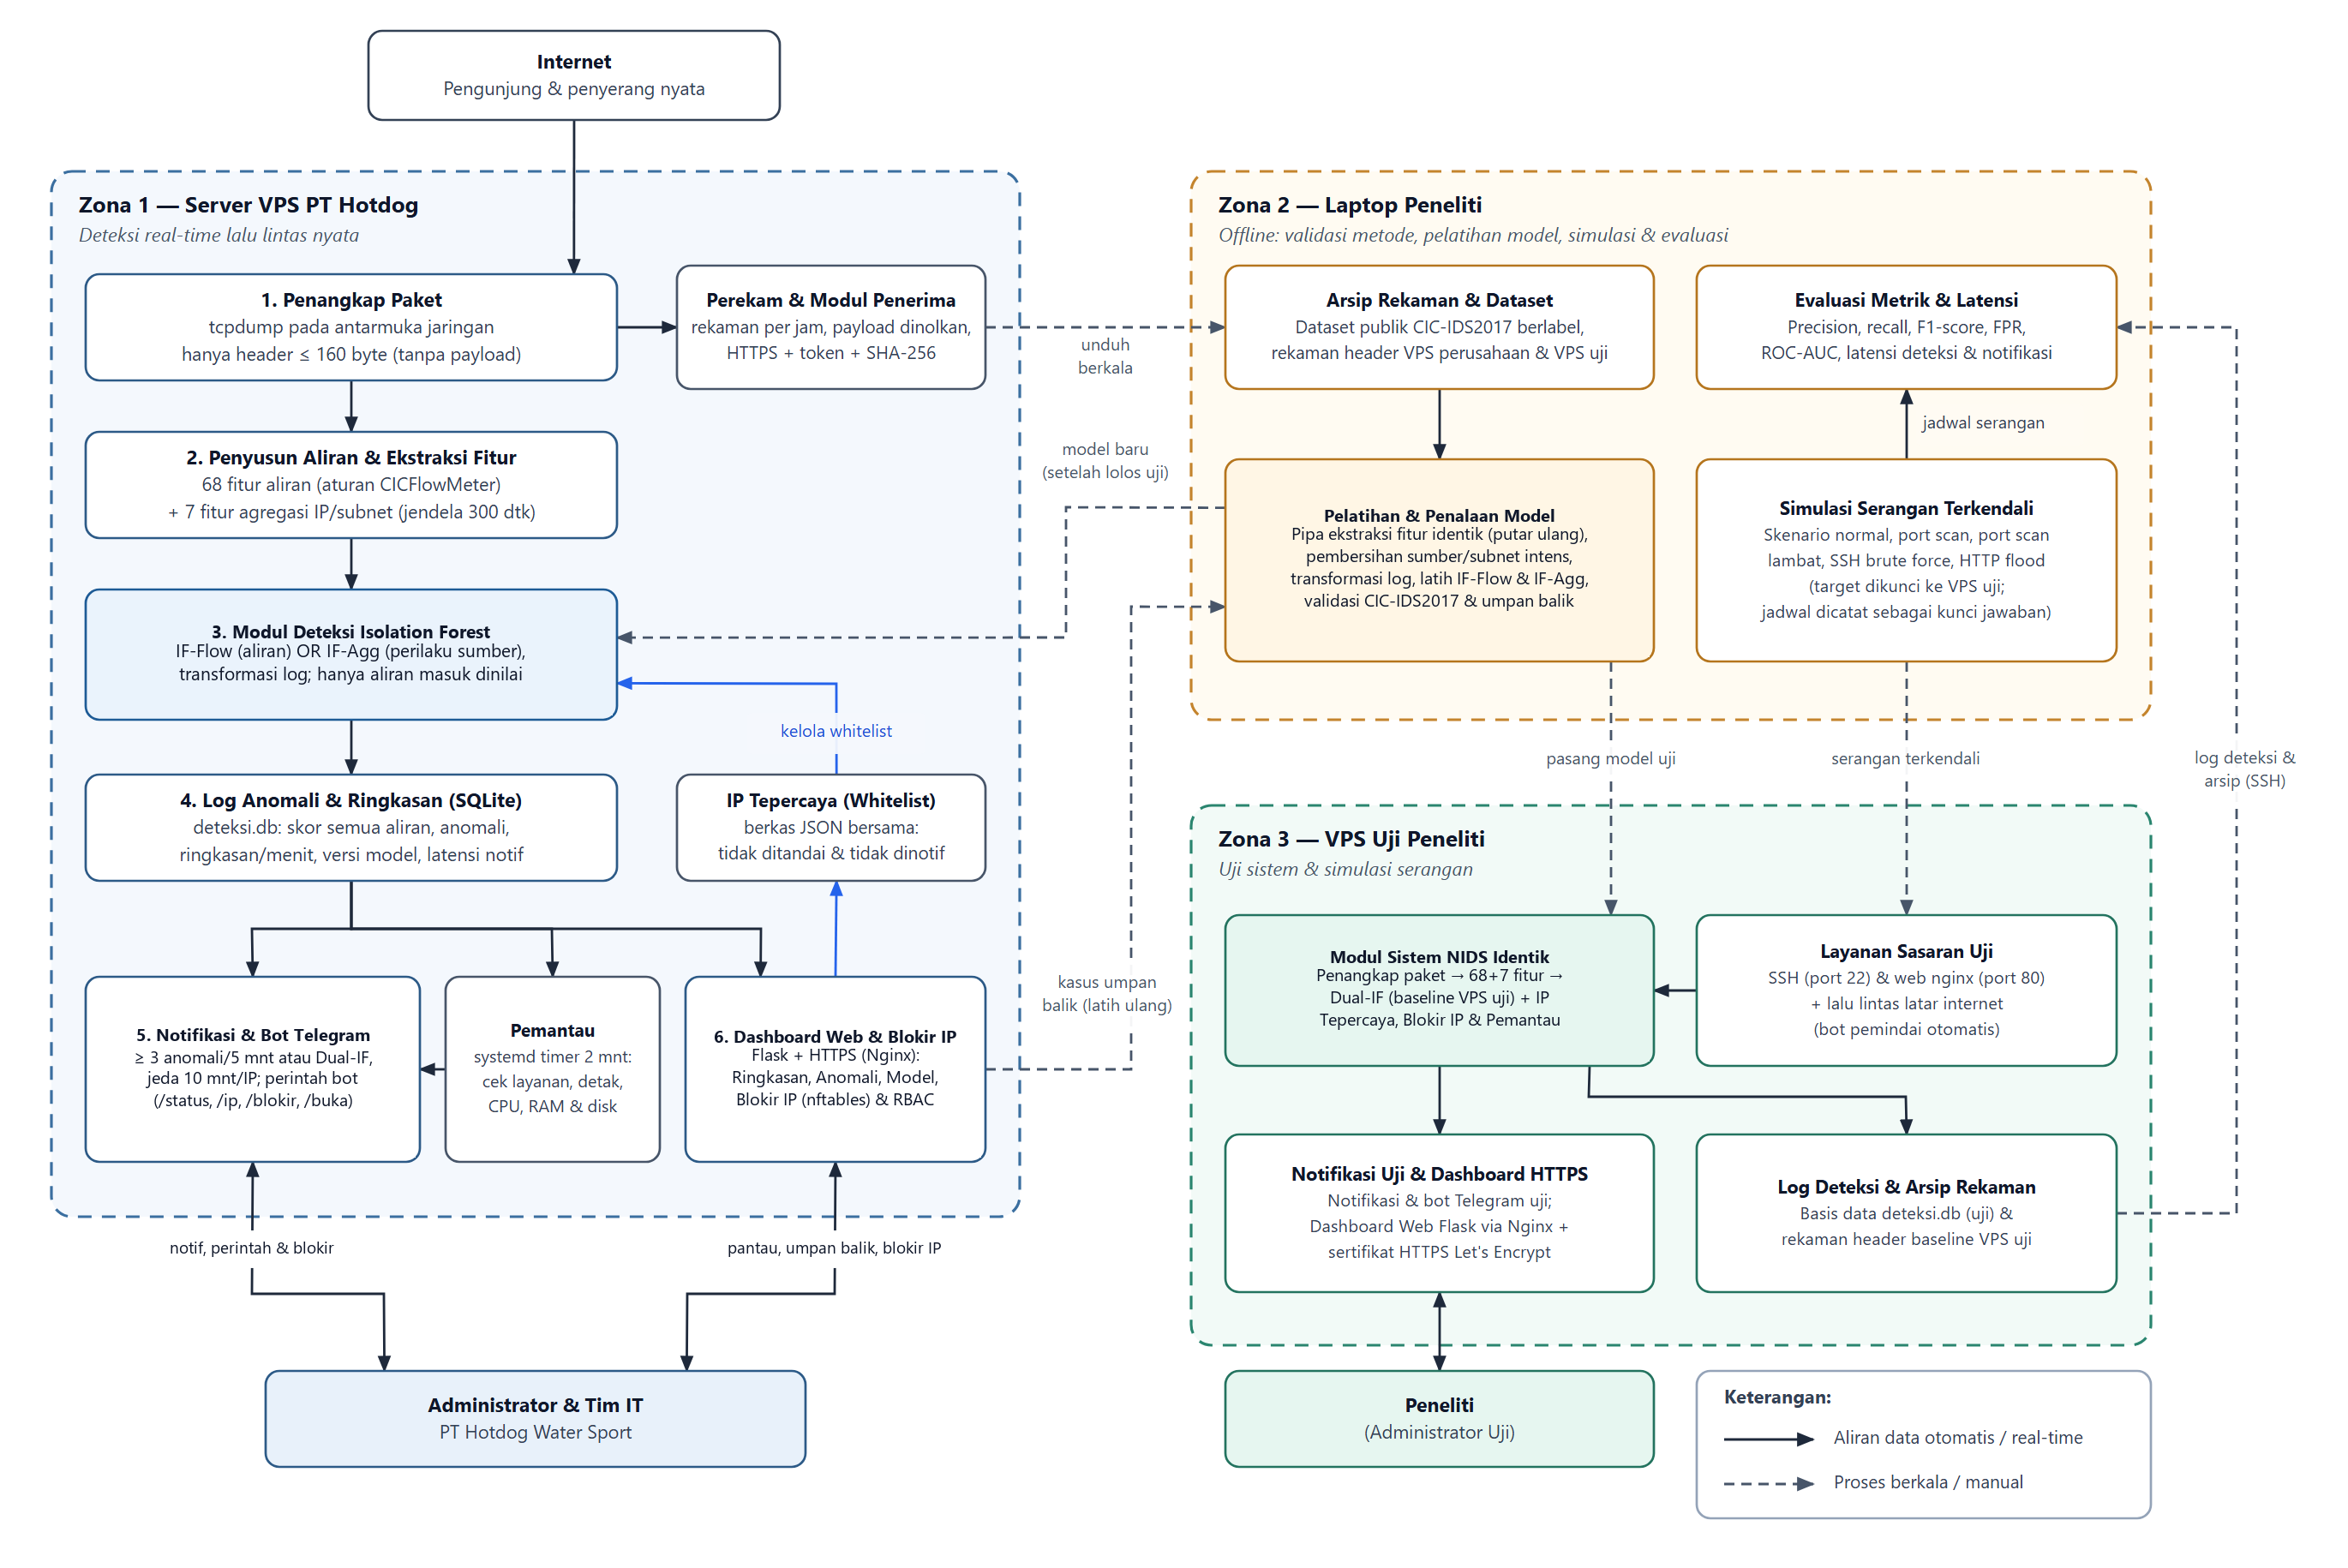 Internet
Pengunjung & penyerang nyata
Zona 1 — Server VPS PT Hotdog
Deteksi real-time lalu lintas nyata
1. Penangkap Paket
tcpdump pada antarmuka jaringan
hanya header ≤ 160 byte (tanpa payload)
Perekam & Modul Penerima
rekaman per jam, payload dinolkan,
HTTPS + token + SHA-256
2. Penyusun Aliran & Ekstraksi Fitur
68 fitur aliran (aturan CICFlowMeter)
+ 7 fitur agregasi IP/subnet (jendela 300 dtk)
3. Modul Deteksi Isolation Forest
IF-Flow (aliran) OR IF-Agg (perilaku sumber),
transformasi log; hanya aliran masuk dinilai
kelola whitelist
4. Log Anomali & Ringkasan (SQLite)
deteksi.db: skor semua aliran, anomali,
ringkasan/menit, versi model, latensi notif
IP Tepercaya (Whitelist)
berkas JSON bersama:
tidak ditandai & tidak dinotif
5. Notifikasi & Bot Telegram
≥ 3 anomali/5 mnt atau Dual-IF,
jeda 10 mnt/IP; perintah bot
(/status, /ip, /blokir, /buka)
Pemantau
systemd timer 2 mnt:
cek layanan, detak,
CPU, RAM & disk
6. Dashboard Web & Blokir IP
Flask + HTTPS (Nginx):
Ringkasan, Anomali, Model,
Blokir IP (nftables) & RBAC
notif, perintah & blokir
pantau, umpan balik, blokir IP
Administrator & Tim IT
PT Hotdog Water Sport
unduh
berkala
model baru
(setelah lolos uji)
kasus umpan
balik (latih ulang)
Zona 2 — Laptop Peneliti
Offline: validasi metode, pelatihan model, simulasi & evaluasi
Arsip Rekaman & Dataset
Dataset publik CIC-IDS2017 berlabel,
rekaman header VPS perusahaan & VPS uji
Evaluasi Metrik & Latensi
Precision, recall, F1-score, FPR,
ROC-AUC, latensi deteksi & notifikasi
jadwal serangan
Pelatihan & Penalaan Model
Pipa ekstraksi fitur identik (putar ulang),
pembersihan sumber/subnet intens,
transformasi log, latih IF-Flow & IF-Agg,
validasi CIC-IDS2017 & umpan balik
Simulasi Serangan Terkendali
Skenario normal, port scan, port scan
lambat, SSH brute force, HTTP flood
(target dikunci ke VPS uji;
jadwal dicatat sebagai kunci jawaban)
pasang model uji
serangan terkendali
log deteksi &
arsip (SSH)
Zona 3 — VPS Uji Peneliti
Uji sistem & simulasi serangan
Modul Sistem NIDS Identik
Penangkap paket → 68+7 fitur →
Dual-IF (baseline VPS uji) + IP
Tepercaya, Blokir IP & Pemantau
Layanan Sasaran Uji
SSH (port 22) & web nginx (port 80)
+ lalu lintas latar internet
(bot pemindai otomatis)
Notifikasi Uji & Dashboard HTTPS
Notifikasi & bot Telegram uji;
Dashboard Web Flask via Nginx +
sertifikat HTTPS Let's Encrypt
Log Deteksi & Arsip Rekaman
Basis data deteksi.db (uji) &
rekaman header baseline VPS uji
Peneliti
(Administrator Uji)
Keterangan:
Aliran data otomatis / real-time
Proses berkala / manual